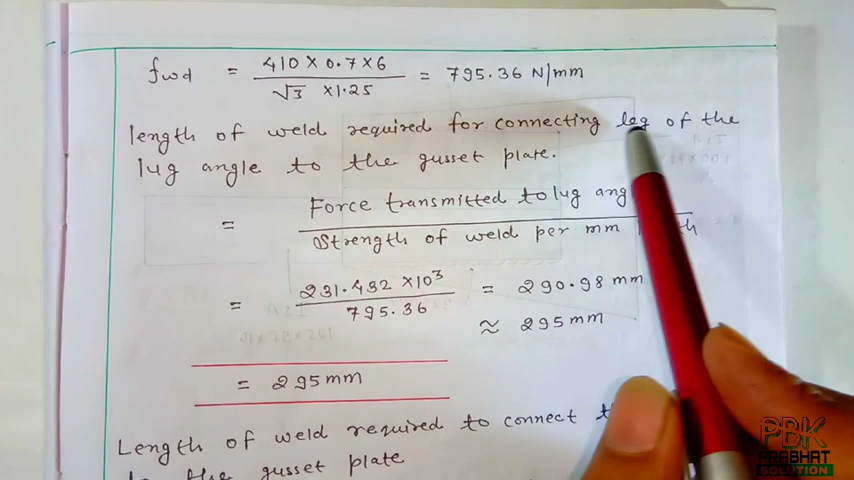 fwd = 410 × 0.7 × 6 / √3 × 1.25 = 795.36 N/mm
length of weld required for connecting leg of the
lug angle to the gusset plate.
= Force transmitted to lug ang
Strength of weld per mm
= 231.432 × 10³ / 795.36 = 290.98 mm
≈ 295 mm
= 295 mm
Length of weld required to connect
the gusset plate
PBK
PRABHAT
SOLUTION